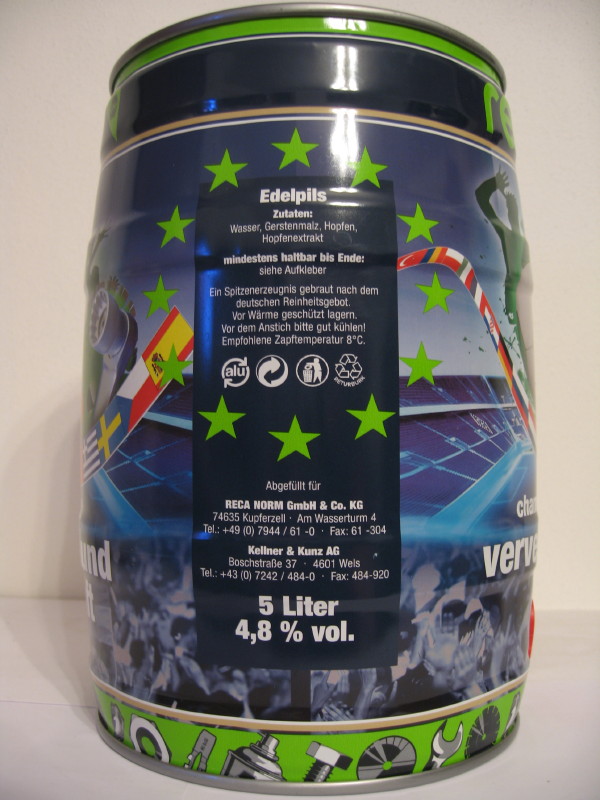 re
Edelpils
Zutaten:
Wasser, Gerstenmalz, Hopfen,
Hopfenextrakt
mindestens haltbar bis Ende:
siehe Aufkleber
Ein Spitzenerzeugnis gebraut nach dem
deutschen Reinheitsgebot.
Vor Wärme geschützt lagern.
Vor dem Anstich bitte gut kühlen!
Empfohlene Zapftemperatur 8°C.
alu
RETURBURK
Abgefüllt für
RECA NORM GmbH & Co. KG
74635 Kupferzell · Am Wasserturm 4
Tel.: +49 (0) 7944 / 61 -0 · Fax: 61 -304
Kellner & Kunz AG
Boschstraße 37 · 4601 Wels
Tel.: +43 (0) 7242 / 484-0 · Fax: 484-920
5 Liter
4,8 % vol.
und
cham
verve